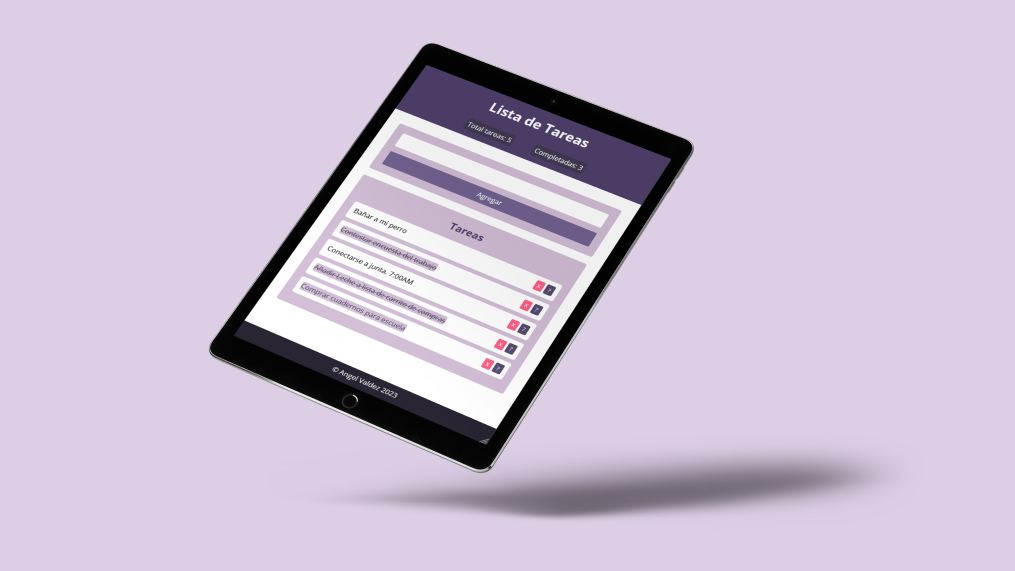 Lista de Tareas
Total tareas: 5
Completadas: 3
Agregar
Tareas
Bañar a mi perro
X ?
Contestar encuesta del trabajo
X ?
Conectarse a junta. 7:00AM
X ?
Añadir Leche a lista de correo de compras
X ?
Comprar cuadernos para escuela
X ?
© Angel Valdez 2023